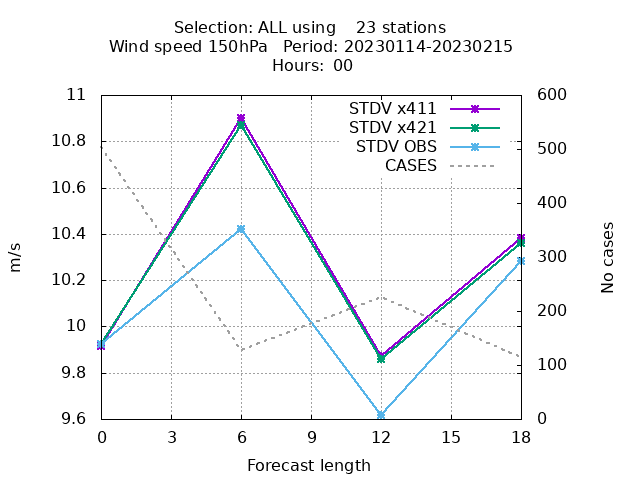 Selection: ALL using    23 stations
Wind speed 150hPa   Period: 20230114-20230215
Hours:  00
11
10.8
10.6
10.4
10.2
10
9.8
9.6
m/s
STDV x411
STDV x421
STDV OBS
CASES
600
500
400
300
200
100
0
No cases
0 3 6 9 12 15 18
Forecast length